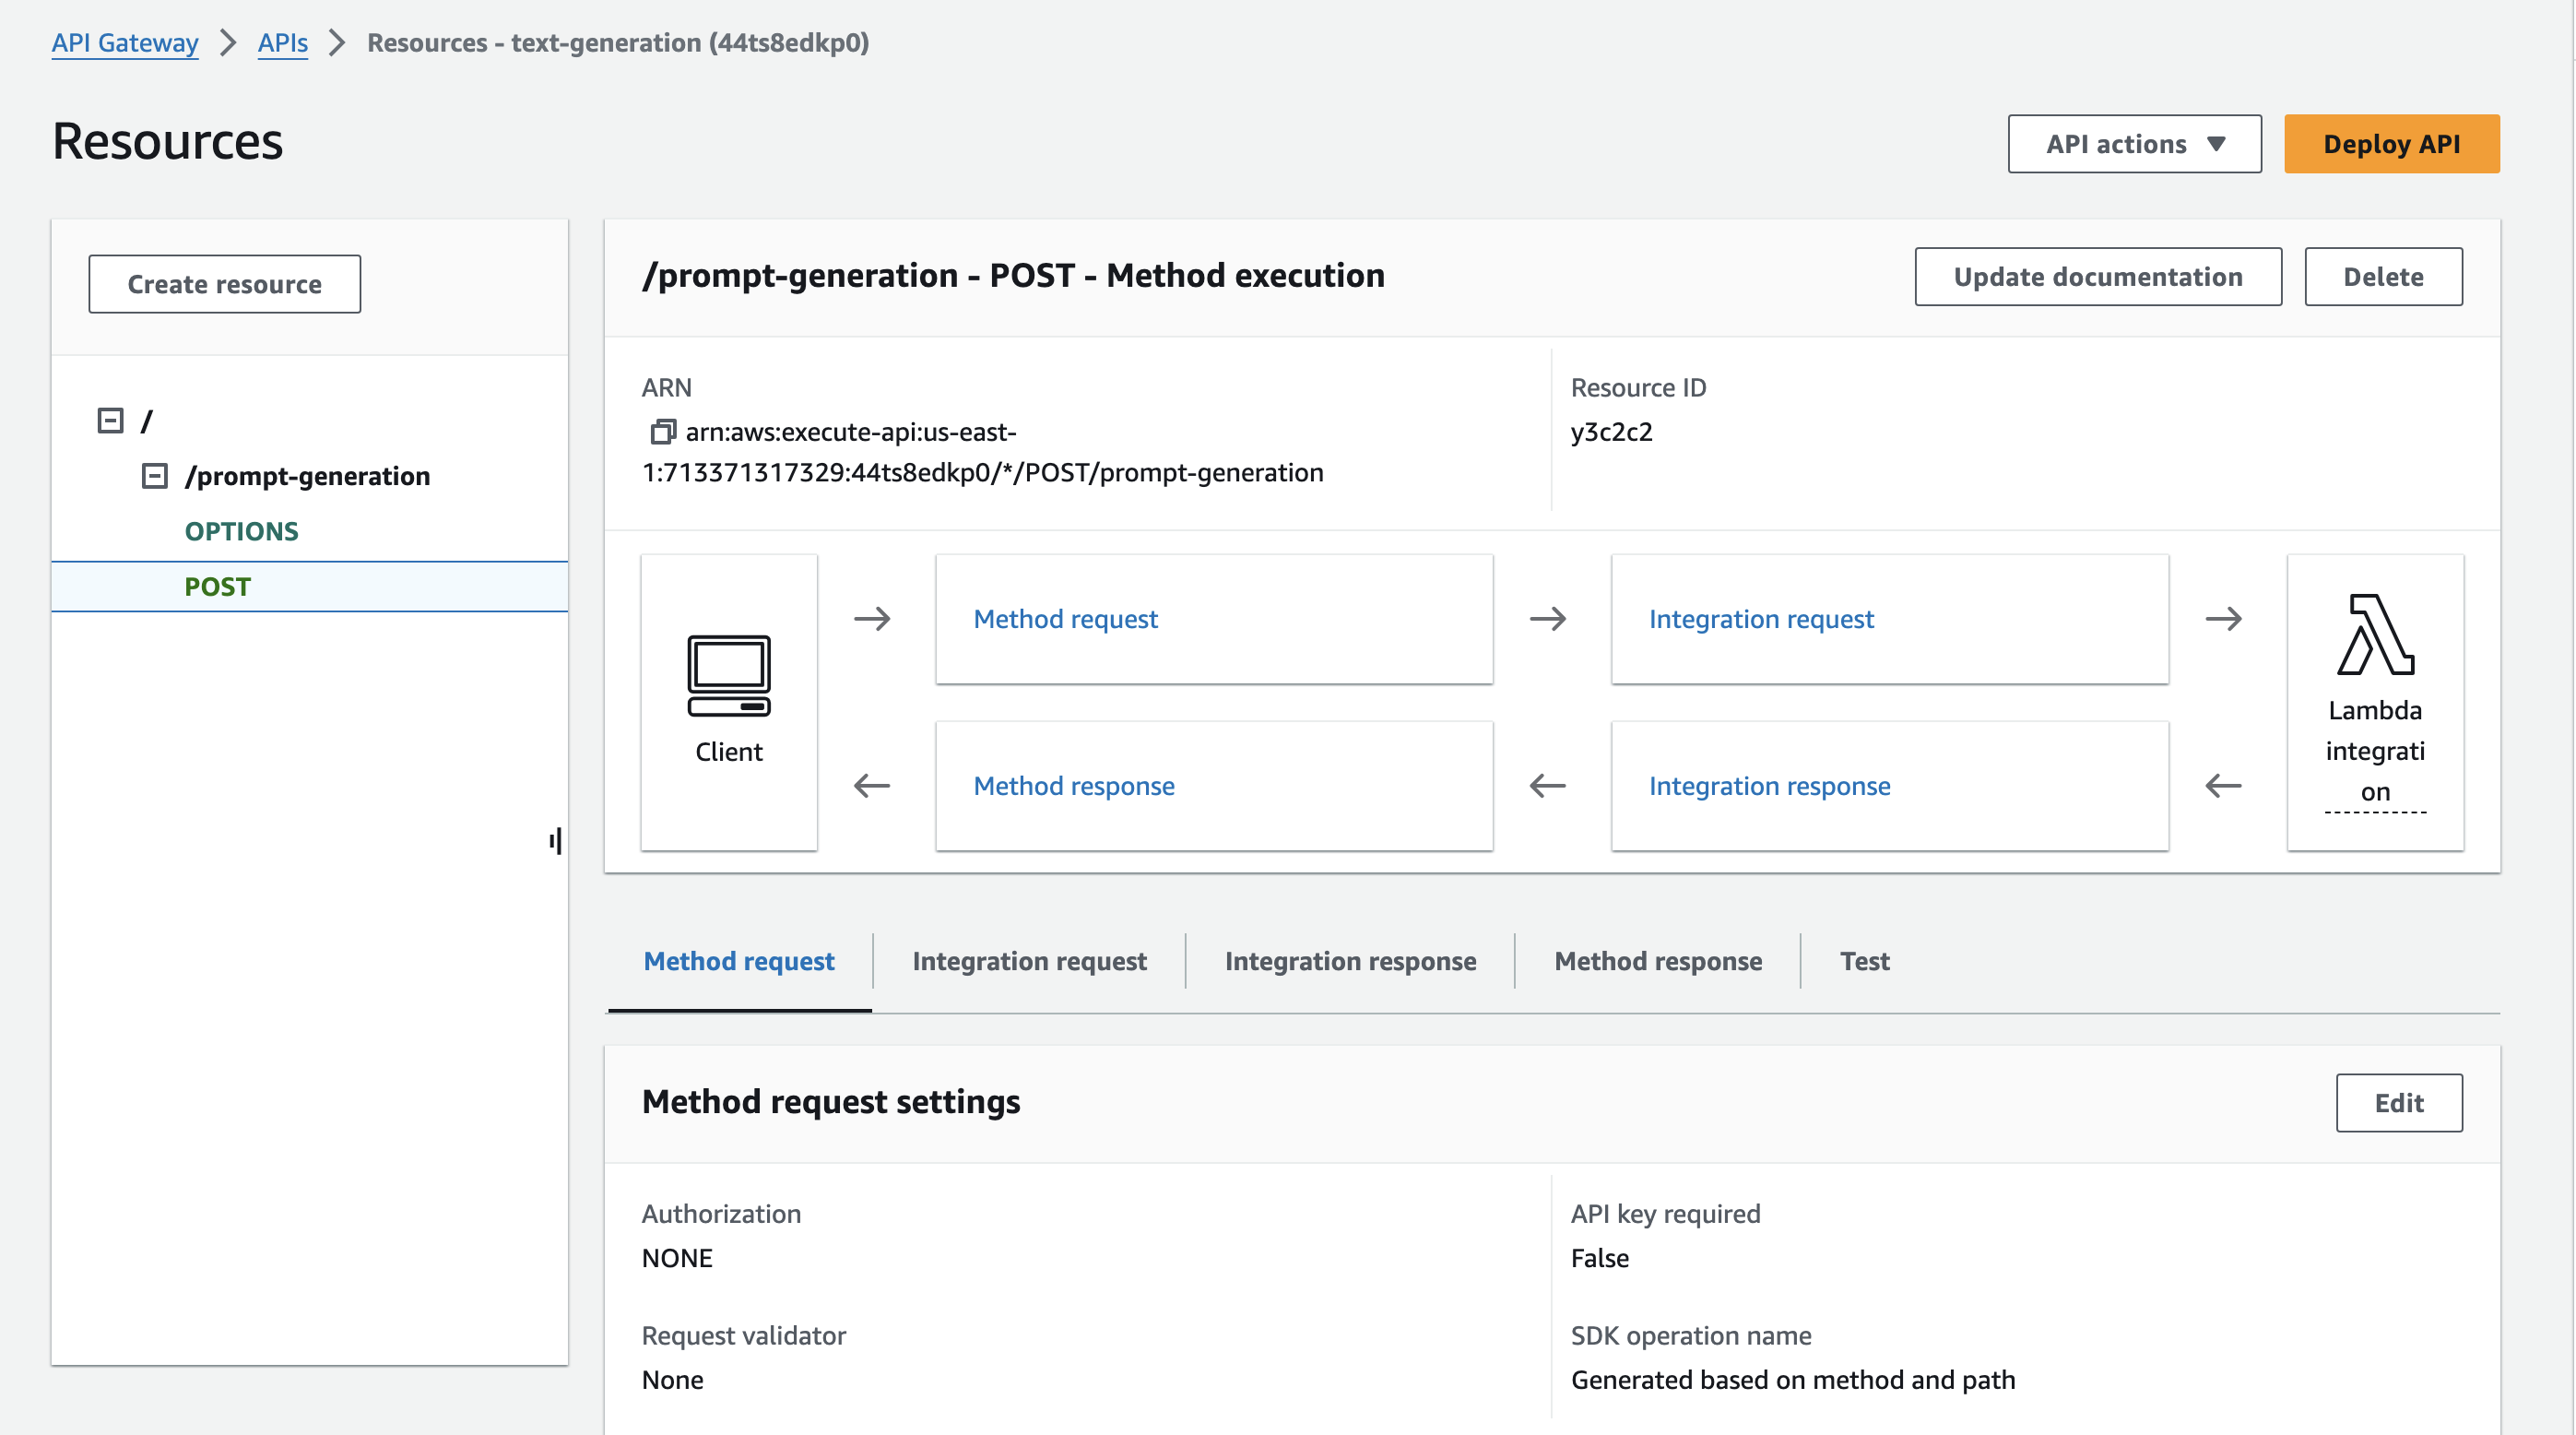 API Gateway > APIs > Resources - text-generation (44ts8edkp0)
Resources
API actions ▼
Deploy API
Create resource
/
/prompt-generation
OPTIONS
POST
/prompt-generation - POST - Method execution
Update documentation
Delete
ARN
arn:aws:execute-api:us-east-
1:713371317329:44ts8edkp0/*/POST/prompt-generation
Resource ID
y3c2c2
Client
Method request
Integration request
Method response
Integration response
Lambda
integrati
on
Method request
Integration request
Integration response
Method response
Test
Method request settings
Edit
Authorization
NONE
API key required
False
Request validator
None
SDK operation name
Generated based on method and path